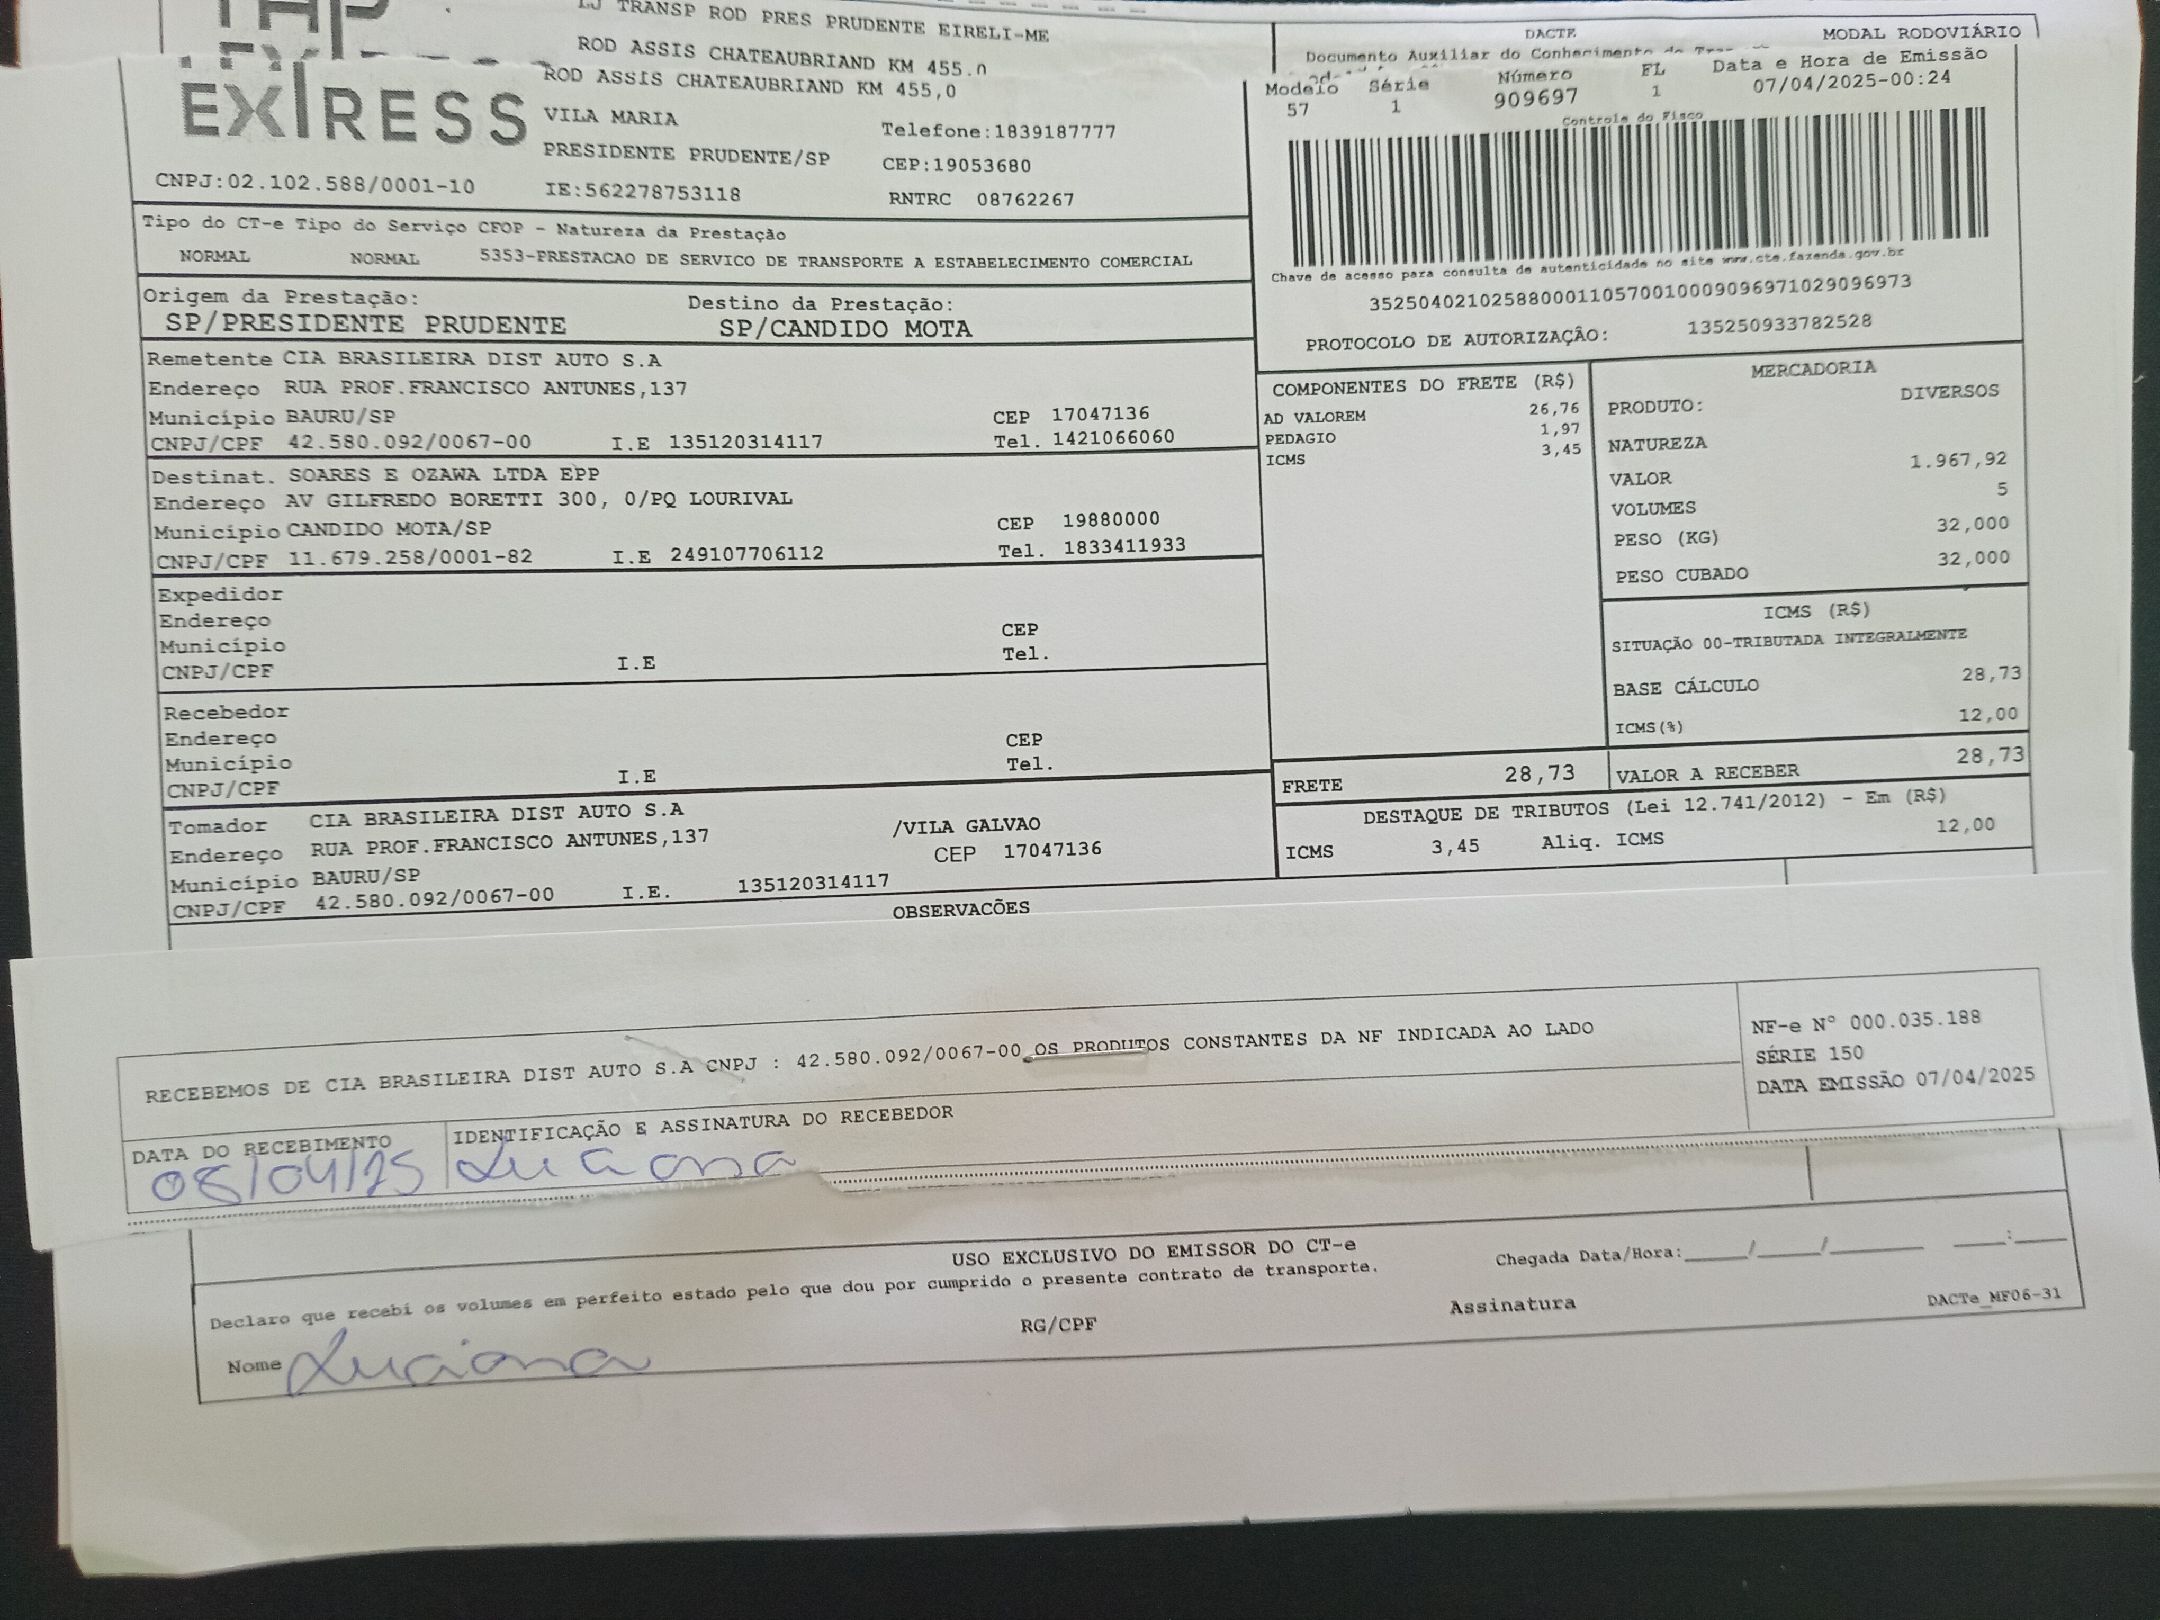 EXPRESS
LJ TRANSP ROD PRES PRUDENTE EIRELI-ME
ROD ASSIS CHATEAUBRIAND KM 455,0
ROD ASSIS CHATEAUBRIAND KM 455,0
VILA MARIA
Telefone:1839187777
PRESIDENTE PRUDENTE/SP CEP:19053680
CNPJ:02.102.588/0001-10 IE:562278753118 RNTRC 08762267
DACTE MODAL RODOVIÁRIO
Documento Auxiliar do Conhecimento de
Modelo Série Número FL Data e Hora de Emissão
57 1 909697 1 07/04/2025-00:24
Controle do Fisco
Chave de acesso para consulta de autenticidade no site www.cte.fazenda.gov.br
35250402102588000110570010009096971029096973
PROTOCOLO DE AUTORIZAÇÃO: 135250933782528
Tipo do CT-e Tipo do Serviço CFOP - Natureza da Prestação
NORMAL NORMAL 5353-PRESTACAO DE SERVICO DE TRANSPORTE A ESTABELECIMENTO COMERCIAL
Origem da Prestação: Destino da Prestação:
SP/PRESIDENTE PRUDENTE SP/CANDIDO MOTA
Remetente CIA BRASILEIRA DIST AUTO S.A
Endereço RUA PROF.FRANCISCO ANTUNES,137
Município BAURU/SP CEP 17047136
CNPJ/CPF 42.580.092/0067-00 I.E 135120314117 Tel. 1421066060
Destinat. SOARES E OZAWA LTDA EPP
Endereço AV GILFREDO BORETTI 300, 0/PQ LOURIVAL
Município CANDIDO MOTA/SP CEP 19880000
CNPJ/CPF 11.679.258/0001-82 I.E 249107706112 Tel. 1833411933
Expedidor
Endereço
Município CEP
CNPJ/CPF I.E Tel.
Recebedor
Endereço
Município CEP
CNPJ/CPF I.E Tel.
Tomador CIA BRASILEIRA DIST AUTO S.A
Endereço RUA PROF.FRANCISCO ANTUNES,137 /VILA GALVAO
Município BAURU/SP CEP 17047136
CNPJ/CPF 42.580.092/0067-00 I.E. 135120314117
COMPONENTES DO FRETE (R$)
AD VALOREM 26,76
PEDAGIO 1,97
ICMS 3,45
MERCADORIA
PRODUTO: DIVERSOS
NATUREZA
VALOR 1.967,92
VOLUMES 5
PESO (KG) 32,000
PESO CUBADO 32,000
ICMS (R$)
SITUAÇÃO 00-TRIBUTADA INTEGRALMENTE
BASE CÁLCULO 28,73
ICMS(%) 12,00
FRETE 28,73 VALOR A RECEBER 28,73
DESTAQUE DE TRIBUTOS (Lei 12.741/2012) - Em (R$)
ICMS 3,45 Aliq. ICMS 12,00
OBSERVACÕES
RECEBEMOS DE CIA BRASILEIRA DIST AUTO S.A CNPJ : 42.580.092/0067-00 OS PRODUTOS CONSTANTES DA NF INDICADA AO LADO
NF-e Nº 000.035.188
SÉRIE 150
DATA EMISSÃO 07/04/2025
DATA DO RECEBIMENTO IDENTIFICAÇÃO E ASSINATURA DO RECEBEDOR
08/04/25 Luciana
USO EXCLUSIVO DO EMISSOR DO CT-e
Chegada Data/Hora:_____/_____/_______ ____:____
Declaro que recebi os volumes em perfeito estado pelo que dou por cumprido o presente contrato de transporte.
Nome Luciana RG/CPF Assinatura DACTe_MF06-31